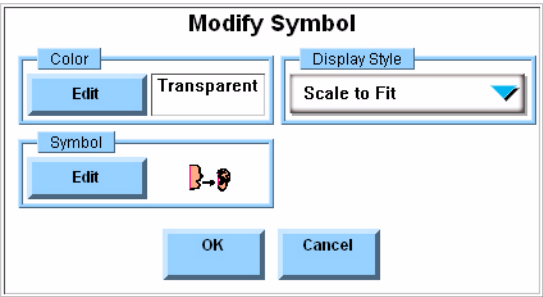 Modify Symbol
Color
Display Style
Edit
Transparent
Scale to Fit
Symbol
Edit
OK
Cancel